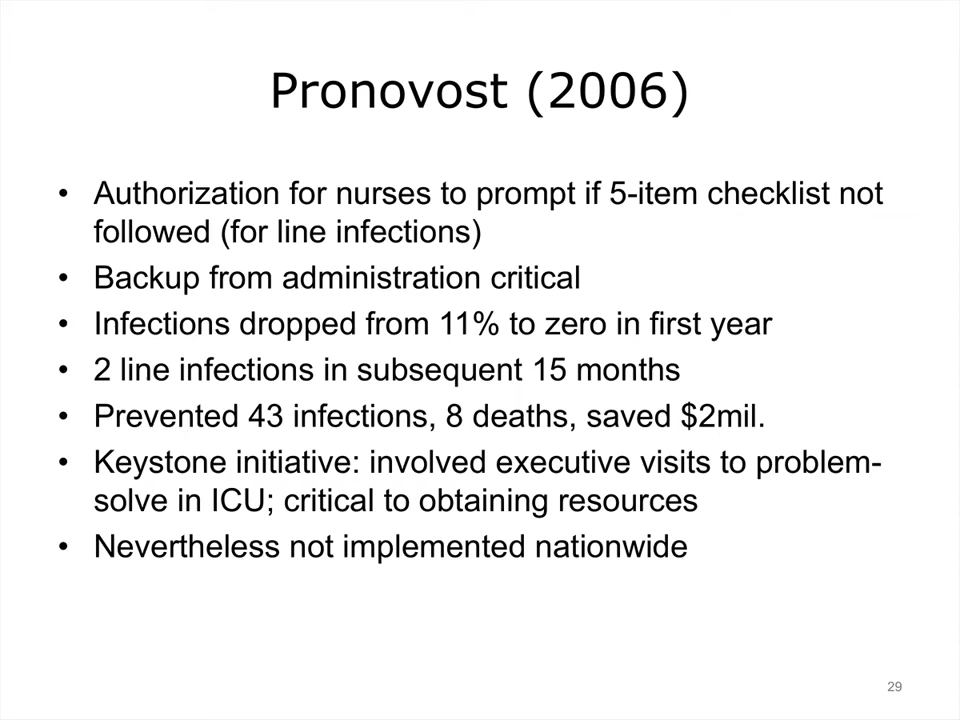 Pronovost (2006)
• Authorization for nurses to prompt if 5-item checklist not
followed (for line infections)
• Backup from administration critical
• Infections dropped from 11% to zero in first year
• 2 line infections in subsequent 15 months
• Prevented 43 infections, 8 deaths, saved $2mil.
• Keystone initiative: involved executive visits to problem-
solve in ICU; critical to obtaining resources
• Nevertheless not implemented nationwide
29